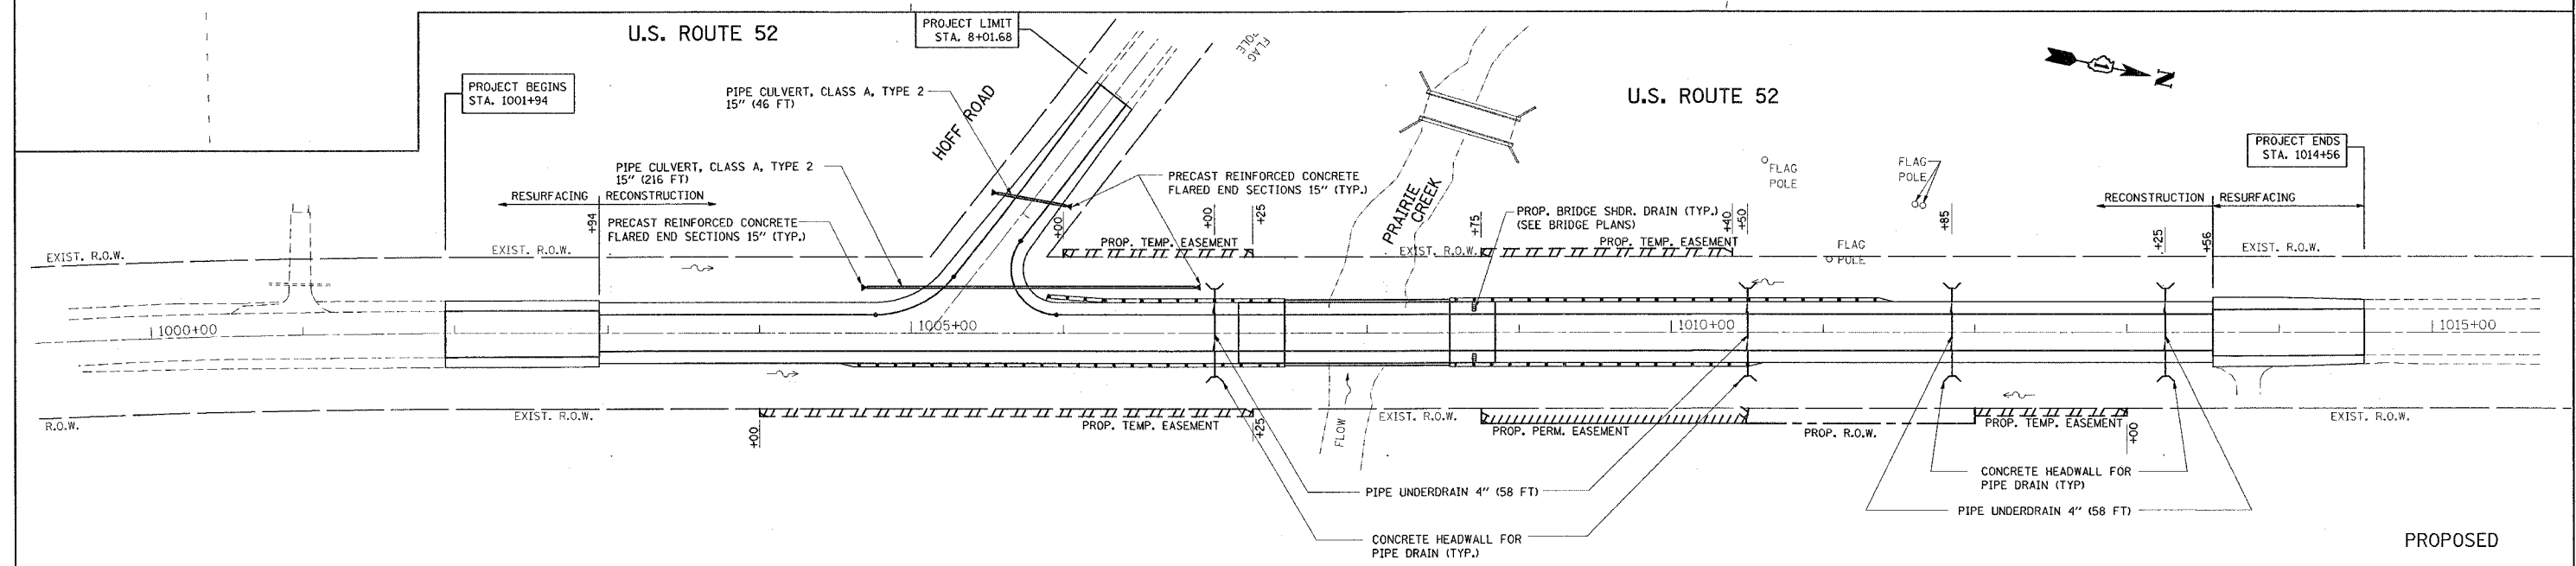 U.S. ROUTE 52
PROJECT LIMIT
STA. 8+01.68
FLAG
POLE
N
PROJECT BEGINS
STA. 1001+94
PIPE CULVERT, CLASS A, TYPE 2
15" (46 FT)
HOFF ROAD
U.S. ROUTE 52
PROJECT ENDS
STA. 1014+56
PIPE CULVERT, CLASS A, TYPE 2
15" (216 FT)
PRECAST REINFORCED CONCRETE
FLARED END SECTIONS 15" (TYP.)
FLAG
POLE
FLAG
POLE
RESURFACING
RECONSTRUCTION
RECONSTRUCTION
RESURFACING
PRECAST REINFORCED CONCRETE
FLARED END SECTIONS 15" (TYP.)
+94
+00
+00
+25
PRAIRIE
CREEK
+75
PROP. BRIDGE SHDR. DRAIN (TYP.)
(SEE BRIDGE PLANS)
+40
+50
+85
+25
+56
EXIST. R.O.W.
EXIST. R.O.W.
PROP. TEMP. EASEMENT
EXIST. R.O.W.
PROP. TEMP. EASEMENT
FLAG
POLE
EXIST. R.O.W.
1000+00
1005+00
1010+00
1015+00
R.O.W.
EXIST. R.O.W.
+00
PROP. TEMP. EASEMENT
+25
FLOW
EXIST. R.O.W.
PROP. PERM. EASEMENT
PROP. R.O.W.
PROP. TEMP. EASEMENT
+00
EXIST. R.O.W.
PIPE UNDERDRAIN 4" (58 FT)
CONCRETE HEADWALL FOR
PIPE DRAIN (TYP)
PIPE UNDERDRAIN 4" (58 FT)
CONCRETE HEADWALL FOR
PIPE DRAIN (TYP.)
PROPOSED